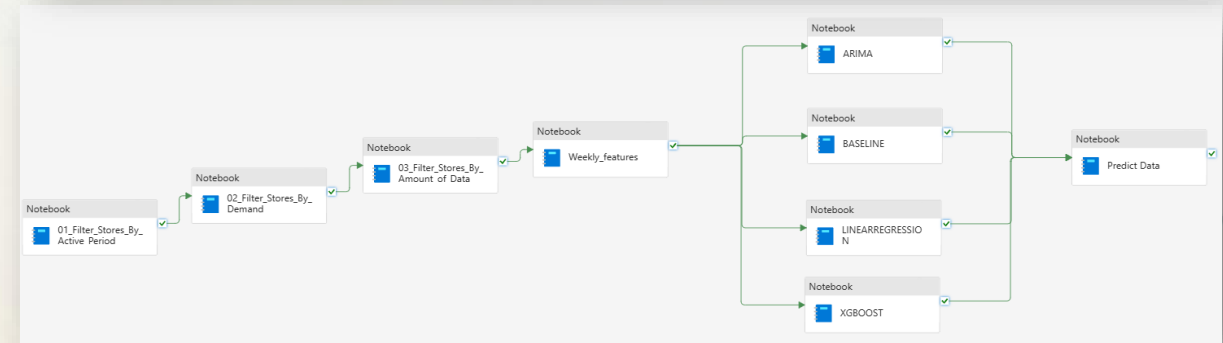 Notebook
01_Filter_Stores_By_
Active Period
Notebook
02_Filter_Stores_By_
Demand
Notebook
03_Filter_Stores_By_
Amount of Data
Notebook
Weekly_features
Notebook
ARIMA
Notebook
BASELINE
Notebook
LINEARREGRESSIO
N
Notebook
XGBOOST
Notebook
Predict Data